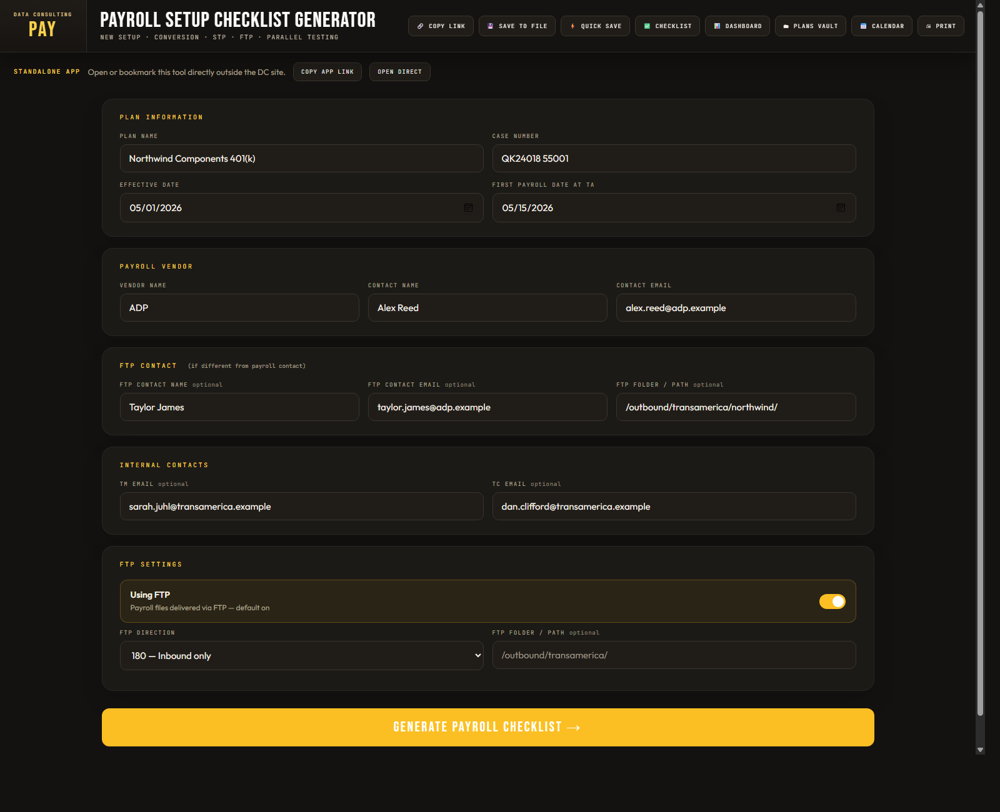 DATA CONSULTING
PAY
PAYROLL SETUP CHECKLIST GENERATOR
NEW SETUP · CONVERSION · STP · FTP · PARALLEL TESTING
COPY LINK
SAVE TO FILE
QUICK SAVE
CHECKLIST
DASHBOARD
PLANS VAULT
CALENDAR
PRINT
STANDALONE APP Open or bookmark this tool directly outside the DC site.
COPY APP LINK
OPEN DIRECT
PLAN INFORMATION
PLAN NAME
CASE NUMBER
Northwind Components 401(k)
QK24018 55001
EFFECTIVE DATE
FIRST PAYROLL DATE AT TA
05/01/2026
05/15/2026
PAYROLL VENDOR
VENDOR NAME
CONTACT NAME
CONTACT EMAIL
ADP
Alex Reed
alex.reed@adp.example
FTP CONTACT (if different from payroll contact)
FTP CONTACT NAME optional
FTP CONTACT EMAIL optional
FTP FOLDER / PATH optional
Taylor James
taylor.james@adp.example
/outbound/transamerica/northwind/
INTERNAL CONTACTS
TM EMAIL optional
TC EMAIL optional
sarah.juhl@transamerica.example
dan.clifford@transamerica.example
FTP SETTINGS
Using FTP
Payroll files delivered via FTP — default on
FTP DIRECTION
FTP FOLDER / PATH optional
180 — Inbound only
/outbound/transamerica/
GENERATE PAYROLL CHECKLIST →